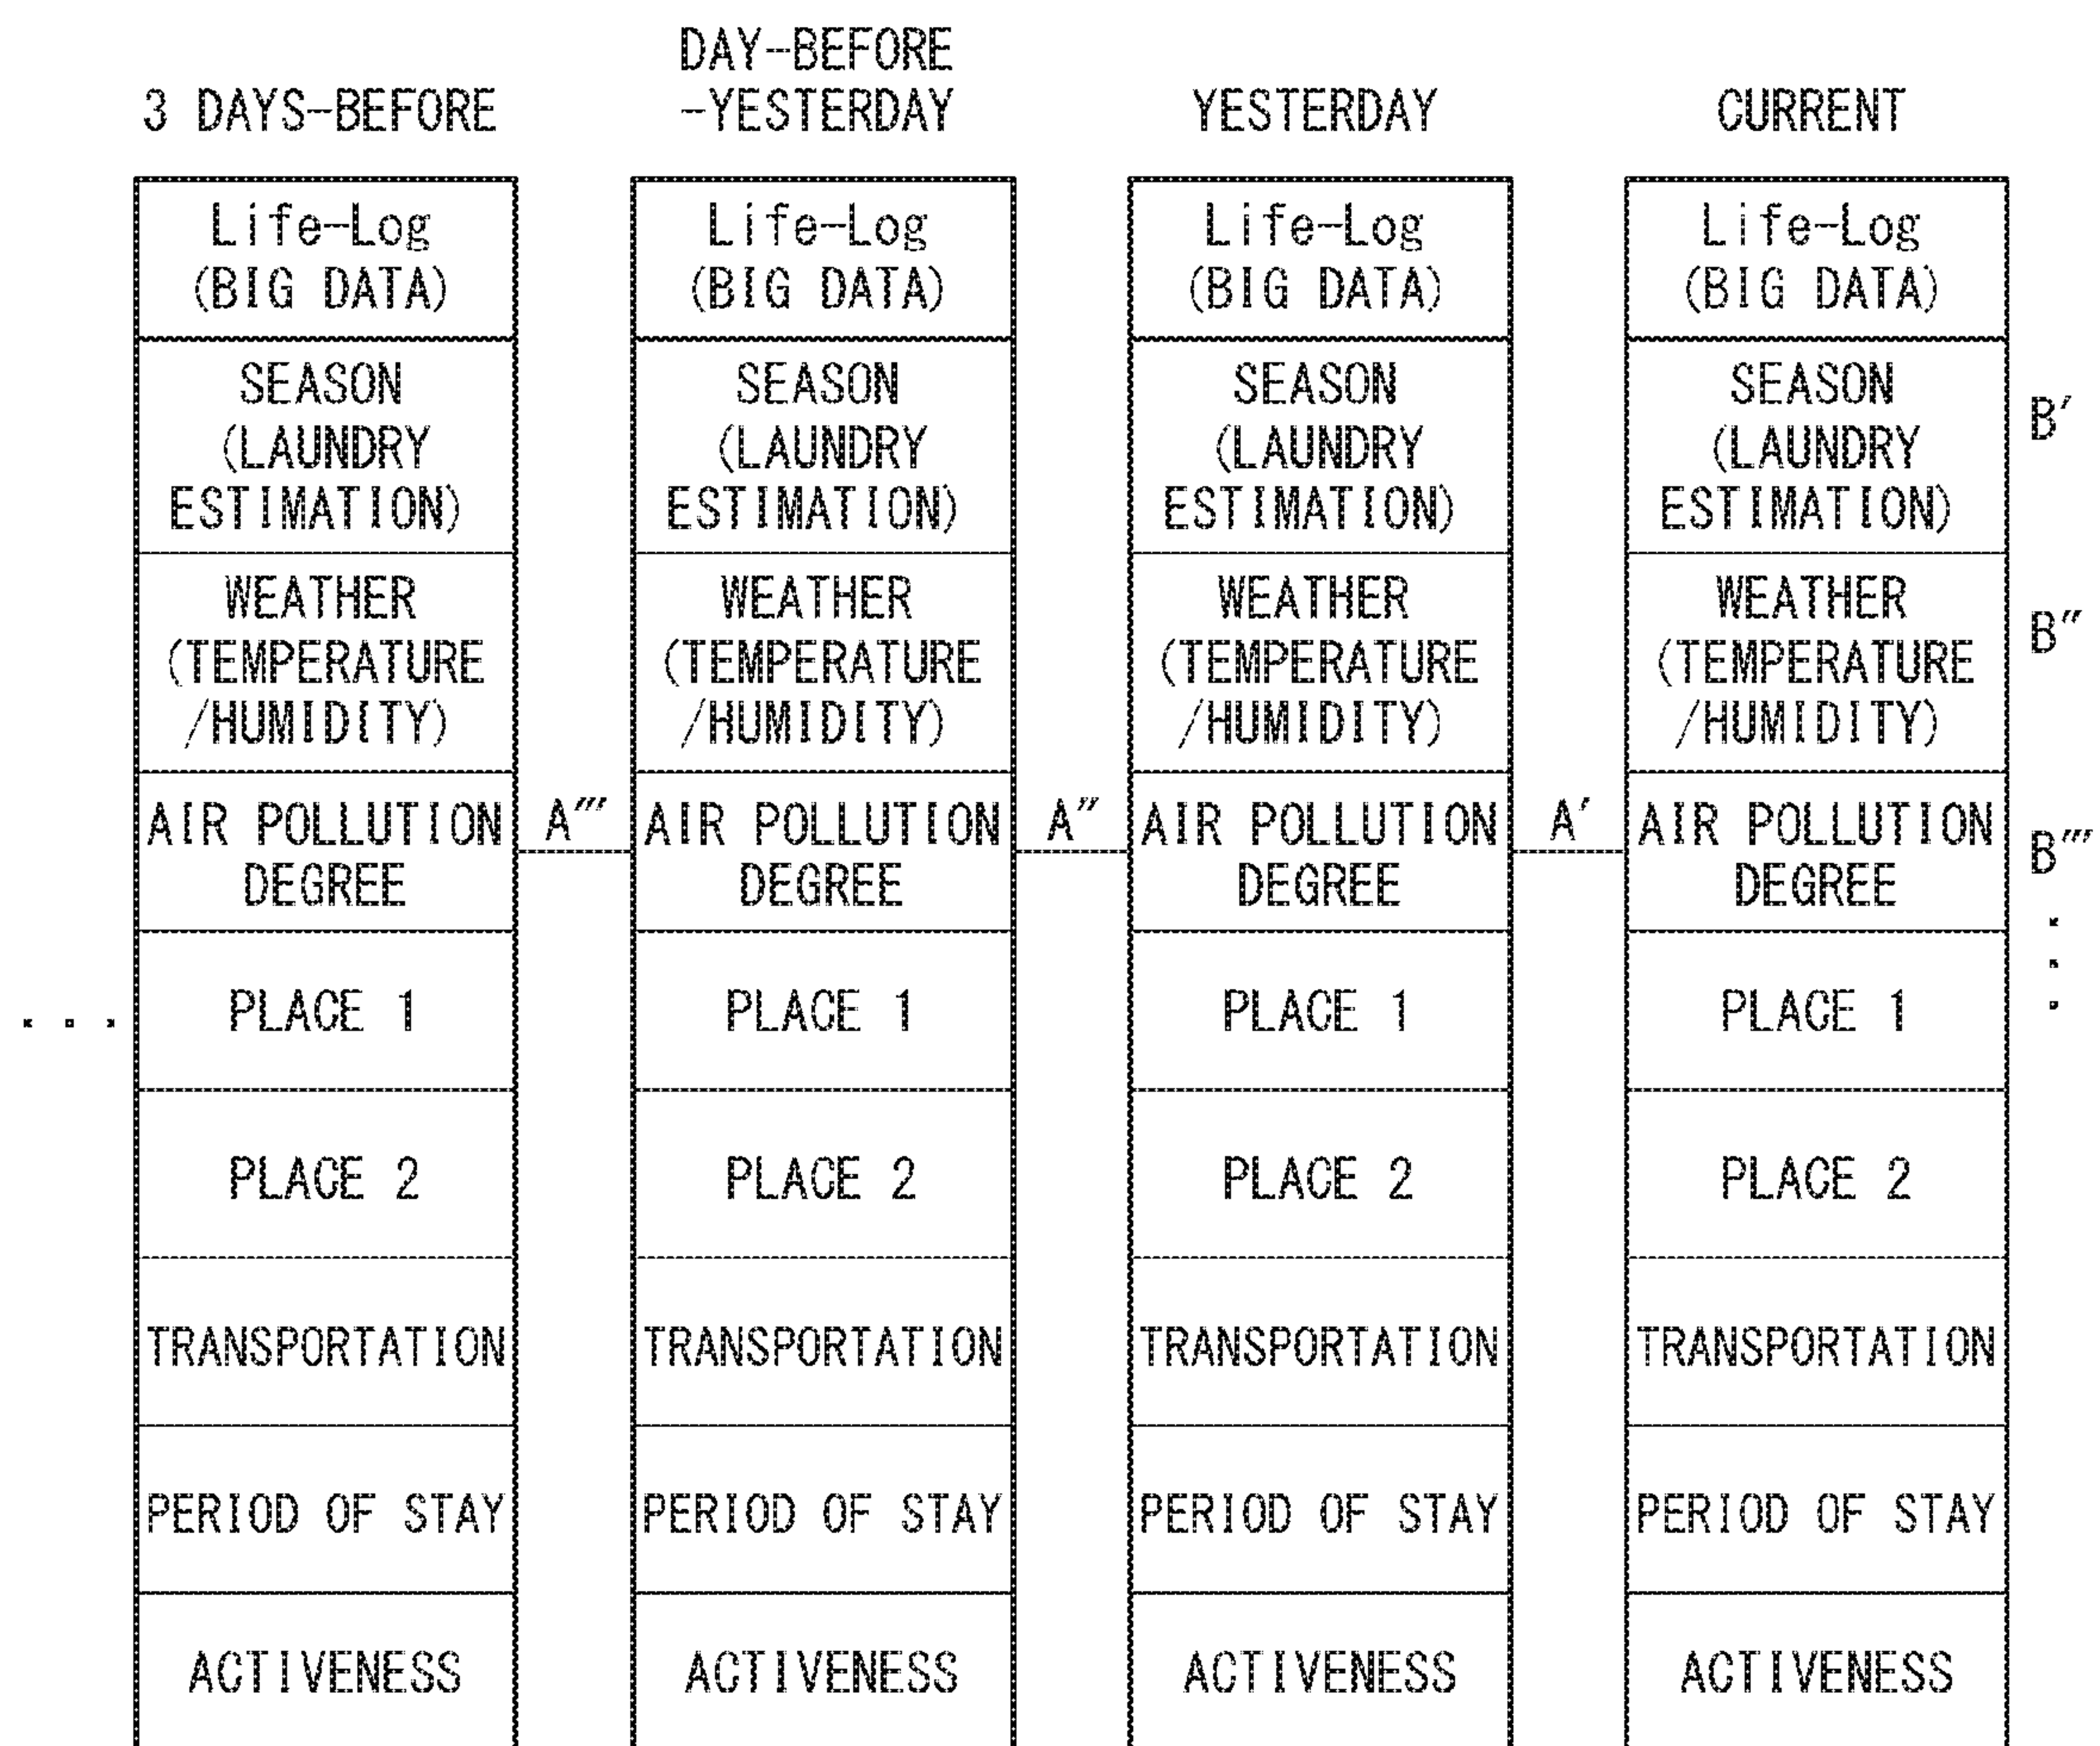 3 DAYS-BEFORE
DAY-BEFORE
-YESTERDAY
YESTERDAY
CURRENT
Life-Log
(BIG DATA)
Life-Log
(BIG DATA)
Life-Log
(BIG DATA)
Life-Log
(BIG DATA)
SEASON
(LAUNDRY
ESTIMATION)
SEASON
(LAUNDRY
ESTIMATION)
SEASON
(LAUNDRY
ESTIMATION)
SEASON
(LAUNDRY
ESTIMATION)
B′
WEATHER
(TEMPERATURE
/HUMIDITY)
WEATHER
(TEMPERATURE
/HUMIDITY)
WEATHER
(TEMPERATURE
/HUMIDITY)
WEATHER
(TEMPERATURE
/HUMIDITY)
B″
AIR POLLUTION
DEGREE
A‴
AIR POLLUTION
DEGREE
A″
AIR POLLUTION
DEGREE
A′
AIR POLLUTION
DEGREE
B‴
...
...
PLACE 1
PLACE 1
PLACE 1
PLACE 1
PLACE 2
PLACE 2
PLACE 2
PLACE 2
TRANSPORTATION
TRANSPORTATION
TRANSPORTATION
TRANSPORTATION
PERIOD OF STAY
PERIOD OF STAY
PERIOD OF STAY
PERIOD OF STAY
ACTIVENESS
ACTIVENESS
ACTIVENESS
ACTIVENESS